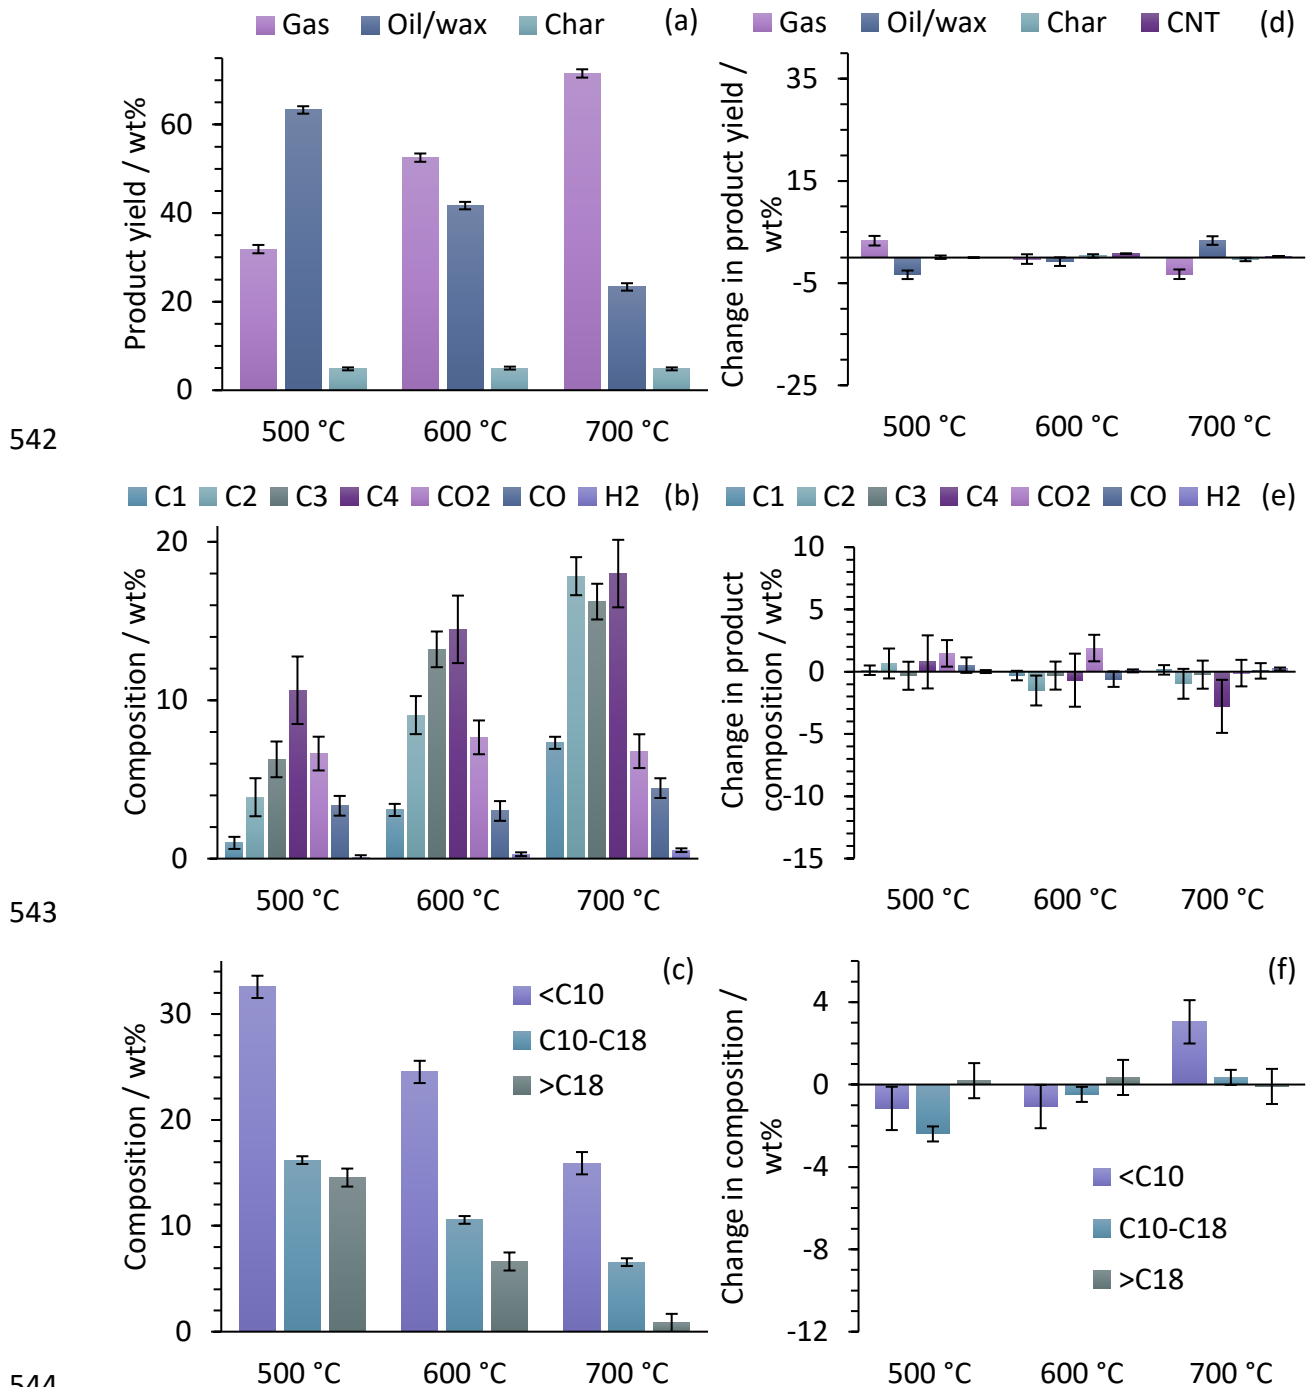 Gas Oil/wax Char (a)
Product yield / wt%
60
40
20
0
500 °C 600 °C 700 °C
542
Gas Oil/wax Char CNT (d)
Change in product yield /
wt%
35
15
-5
-25
500 °C 600 °C 700 °C
C1 C2 C3 C4 CO2 CO H2 (b)
Composition / wt%
20
10
0
500 °C 600 °C 700 °C
543
C1 C2 C3 C4 CO2 CO H2 (e)
Change in product
composition / wt%
10
5
0
-5
-10
-15
500 °C 600 °C 700 °C
(c)
Composition / wt%
30
20
10
0
<C10
C10-C18
>C18
500 °C 600 °C 700 °C
544
(f)
Change in composition /
wt%
4
0
-4
-8
-12
<C10
C10-C18
>C18
500 °C 600 °C 700 °C